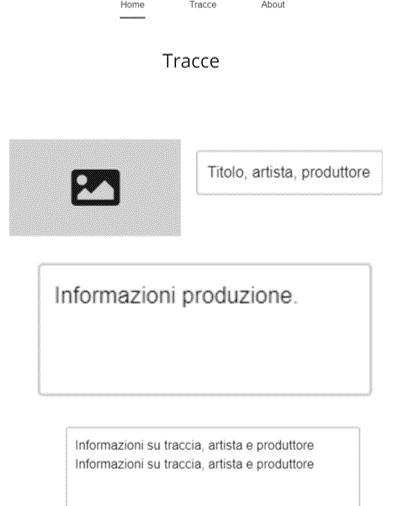 Home Tracce About
Tracce
Titolo, artista, produttore
Informazioni produzione.
Informazioni su traccia, artista e produttore
Informazioni su traccia, artista e produttore